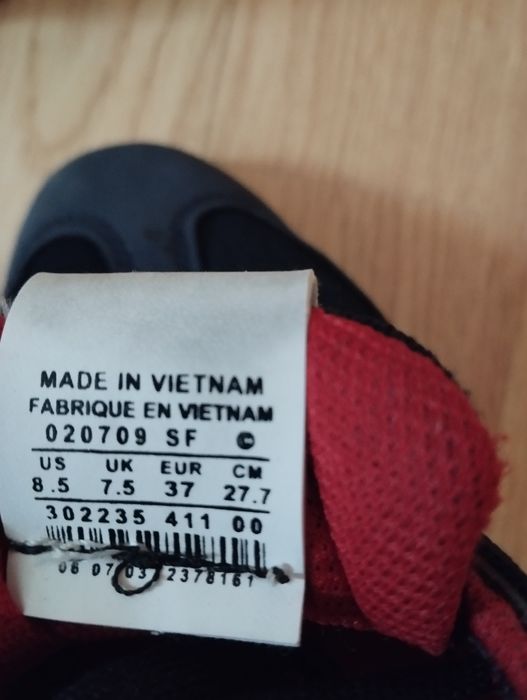 MADE IN VIETNAM
FABRIQUE EN VIETNAM
020709 SF ©
US UK EUR CM
8.5 7.5 37 27.7
302235 411 00